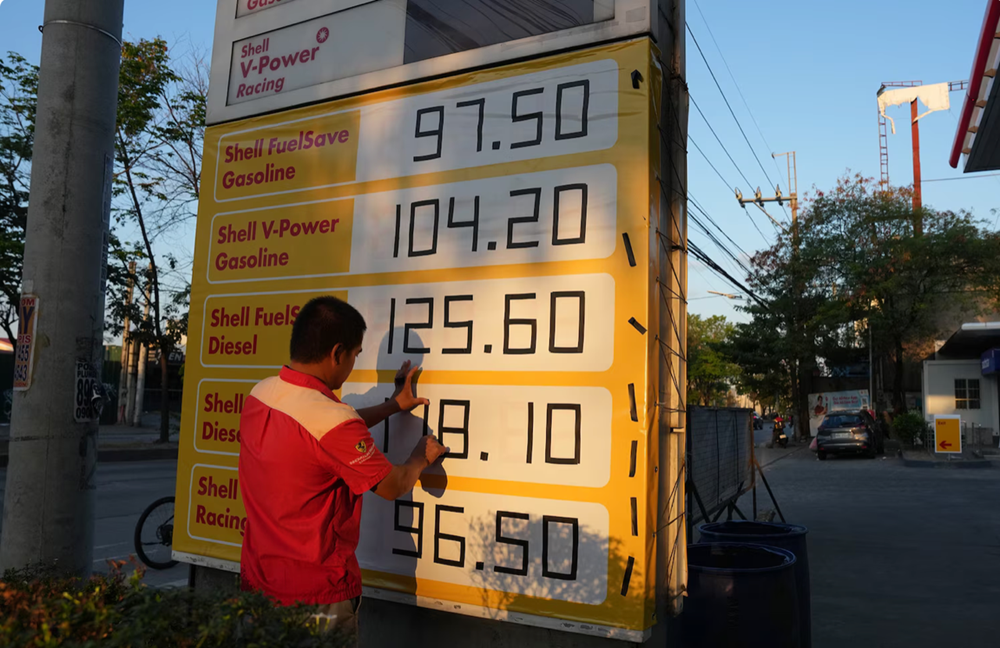 Shell
V-Power
Racing
Shell FuelSave
Gasoline
97.50
Shell V-Power
Gasoline
104.20
Shell FuelS
Diesel
125.60
Shell
Diese
8.10
Shell
Racing
96.50